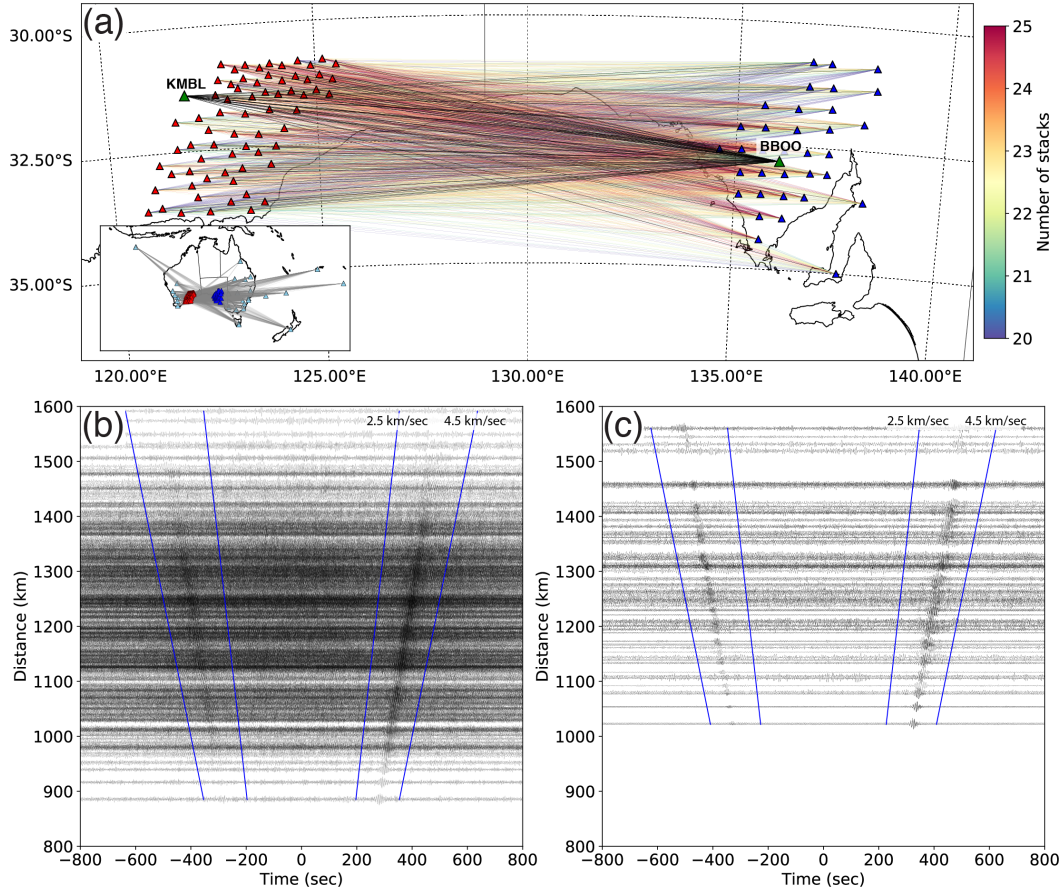 (a)
30.00°S
32.50°S
35.00°S
KMBL
BBOO
120.00°E
125.00°E
130.00°E
135.00°E
140.00°E
25
24
23
22
21
20
Number of stacks
(b)
2.5 km/sec
4.5 km/sec
1600
1500
1400
1300
1200
1100
1000
900
800
Distance (km)
−800
−600
−400
−200
0
200
400
600
800
Time (sec)
(c)
2.5 km/sec
4.5 km/sec
1600
1500
1400
1300
1200
1100
1000
900
800
Distance (km)
−800
−600
−400
−200
0
200
400
600
800
Time (sec)